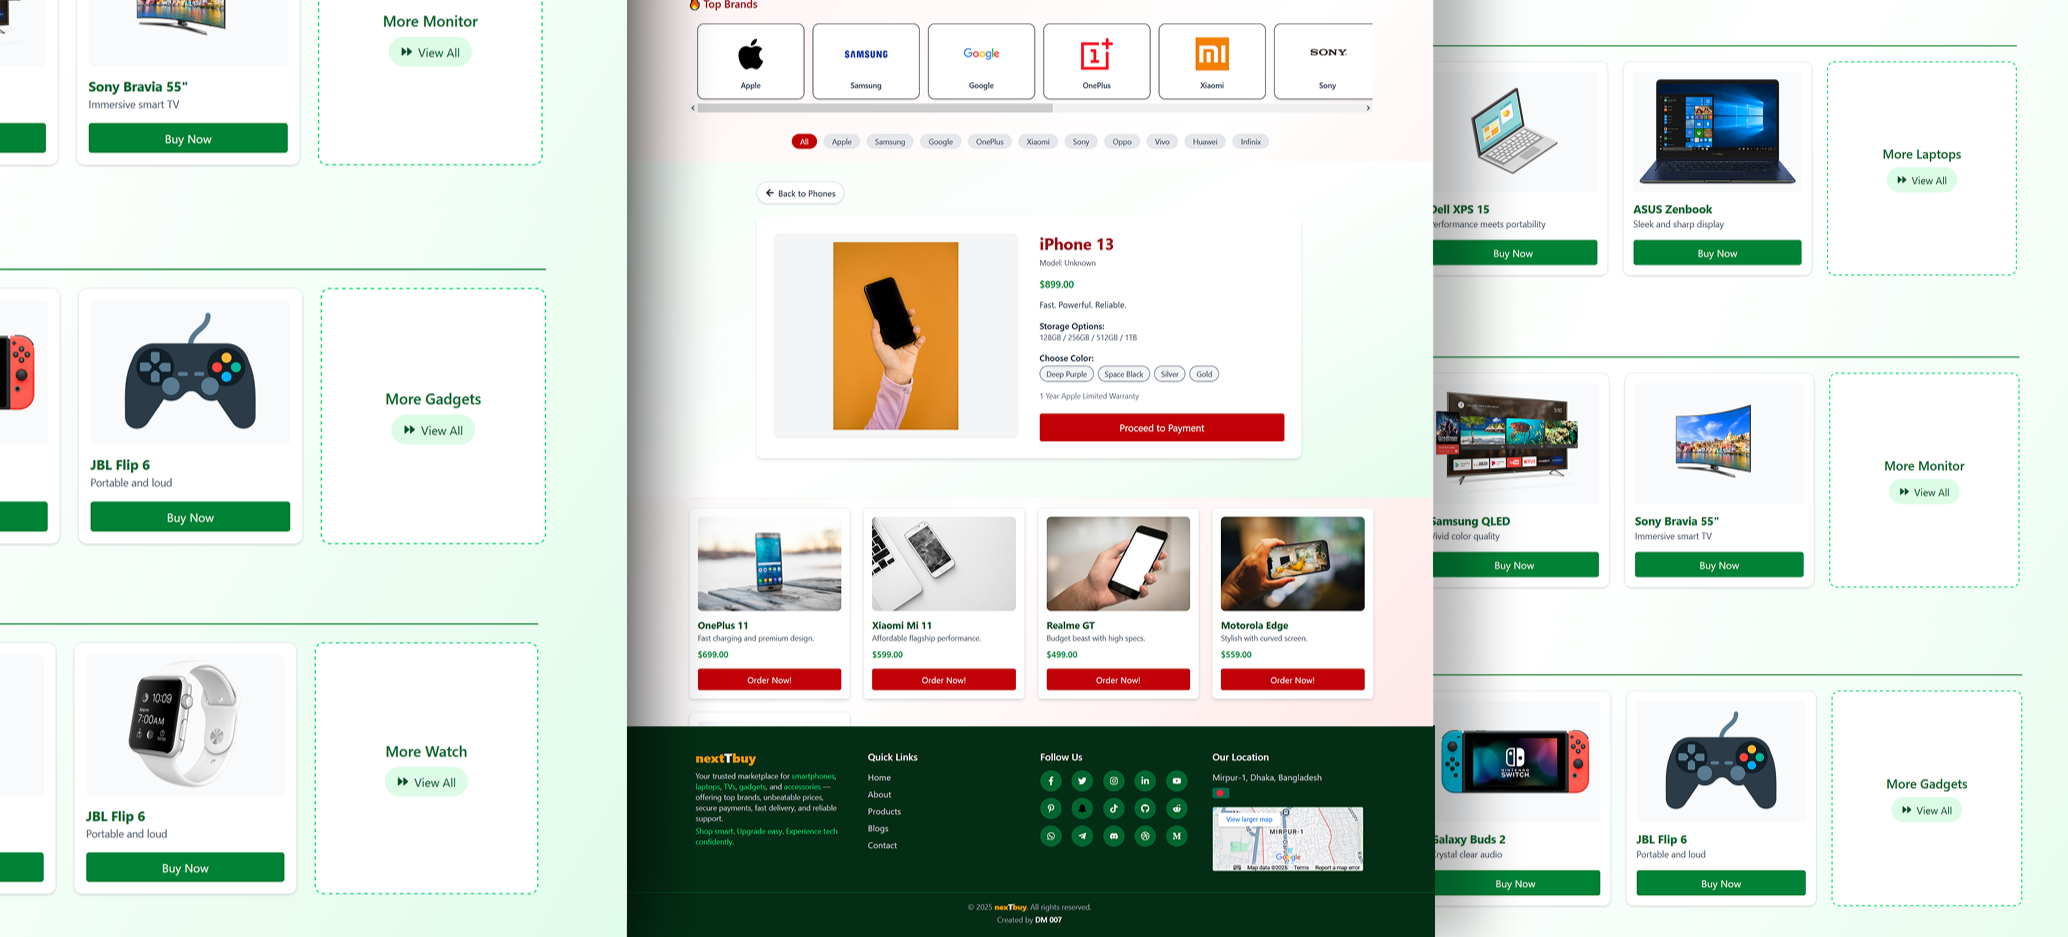 More Monitor
View All
Sony Bravia 55"
Immersive smart TV
Buy Now
JBL Flip 6
Portable and loud
Buy Now
More Gadgets
View All
10:09
7:00AM
JBL Flip 6
Portable and loud
Buy Now
More Watch
View All
Top Brands
Apple
SAMSUNG
Samsung
Google
Google
OnePlus
Xiaomi
SONY
Sony
All
Apple
Samsung
Google
OnePlus
Xiaomi
Sony
Oppo
Vivo
Huawei
Infinix
Back to Phones
iPhone 13
Model: Unknown
$899.00
Fast. Powerful. Reliable.
Storage Options:
128GB / 256GB / 512GB / 1TB
Choose Color:
Deep Purple
Space Black
Silver
Gold
1 Year Apple Limited Warranty
Proceed to Payment
OnePlus 11
Fast charging and premium design.
$699.00
Order Now!
Xiaomi Mi 11
Affordable flagship performance.
$599.00
Order Now!
Realme GT
Budget beast with high specs.
$499.00
Order Now!
Motorola Edge
Stylish with curved screen.
$559.00
Order Now!
nextTbuy
Your trusted marketplace for smartphones,
laptops, TVs, gadgets, and accessories —
offering top brands, unbeatable prices,
secure payments, fast delivery, and reliable
support.
Shop smart. Upgrade easy. Experience tech
confidently.
Quick Links
Home
About
Products
Blogs
Contact
Follow Us
Our Location
Mirpur-1, Dhaka, Bangladesh
View larger map
MIRPUR-1
Google
Map data ©2025 Terms Report a map error
© 2025 nexTbuy. All rights reserved.
Created by DM 007
Dell XPS 15
Performance meets portability
Buy Now
ASUS Zenbook
Sleek and sharp display
Buy Now
More Laptops
View All
Samsung QLED
Vivid color quality
Buy Now
Sony Bravia 55"
Immersive smart TV
Buy Now
More Monitor
View All
NINTENDO
SWITCH
Galaxy Buds 2
Crystal clear audio
Buy Now
JBL Flip 6
Portable and loud
Buy Now
More Gadgets
View All